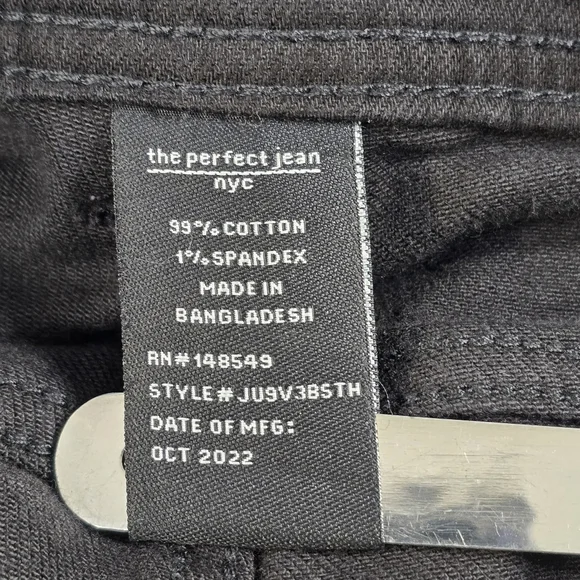 the perfect jean
nyc
99% COTTON
1% SPANDEX
MADE IN
BANGLADESH
RN# 148549
STYLE# JU9V3BSTH
DATE OF MFG:
OCT 2022